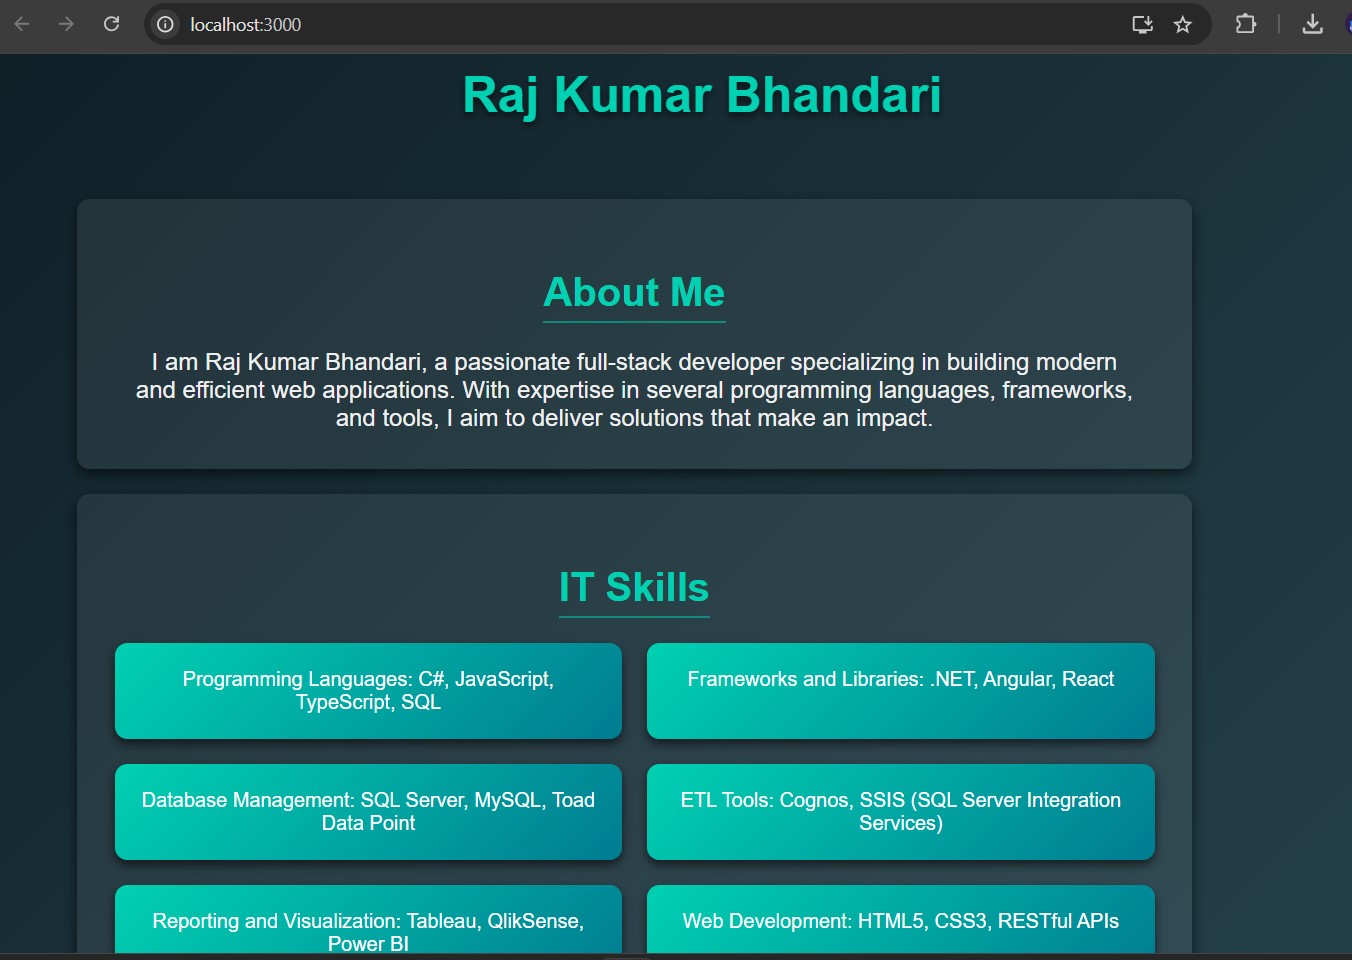 localhost:3000
Raj Kumar Bhandari
About Me
I am Raj Kumar Bhandari, a passionate full-stack developer specializing in building modern
and efficient web applications. With expertise in several programming languages, frameworks,
and tools, I aim to deliver solutions that make an impact.
IT Skills
Programming Languages: C#, JavaScript,
TypeScript, SQL
Frameworks and Libraries: .NET, Angular, React
Database Management: SQL Server, MySQL, Toad
Data Point
ETL Tools: Cognos, SSIS (SQL Server Integration
Services)
Reporting and Visualization: Tableau, QlikSense,
Power BI
Web Development: HTML5, CSS3, RESTful APIs